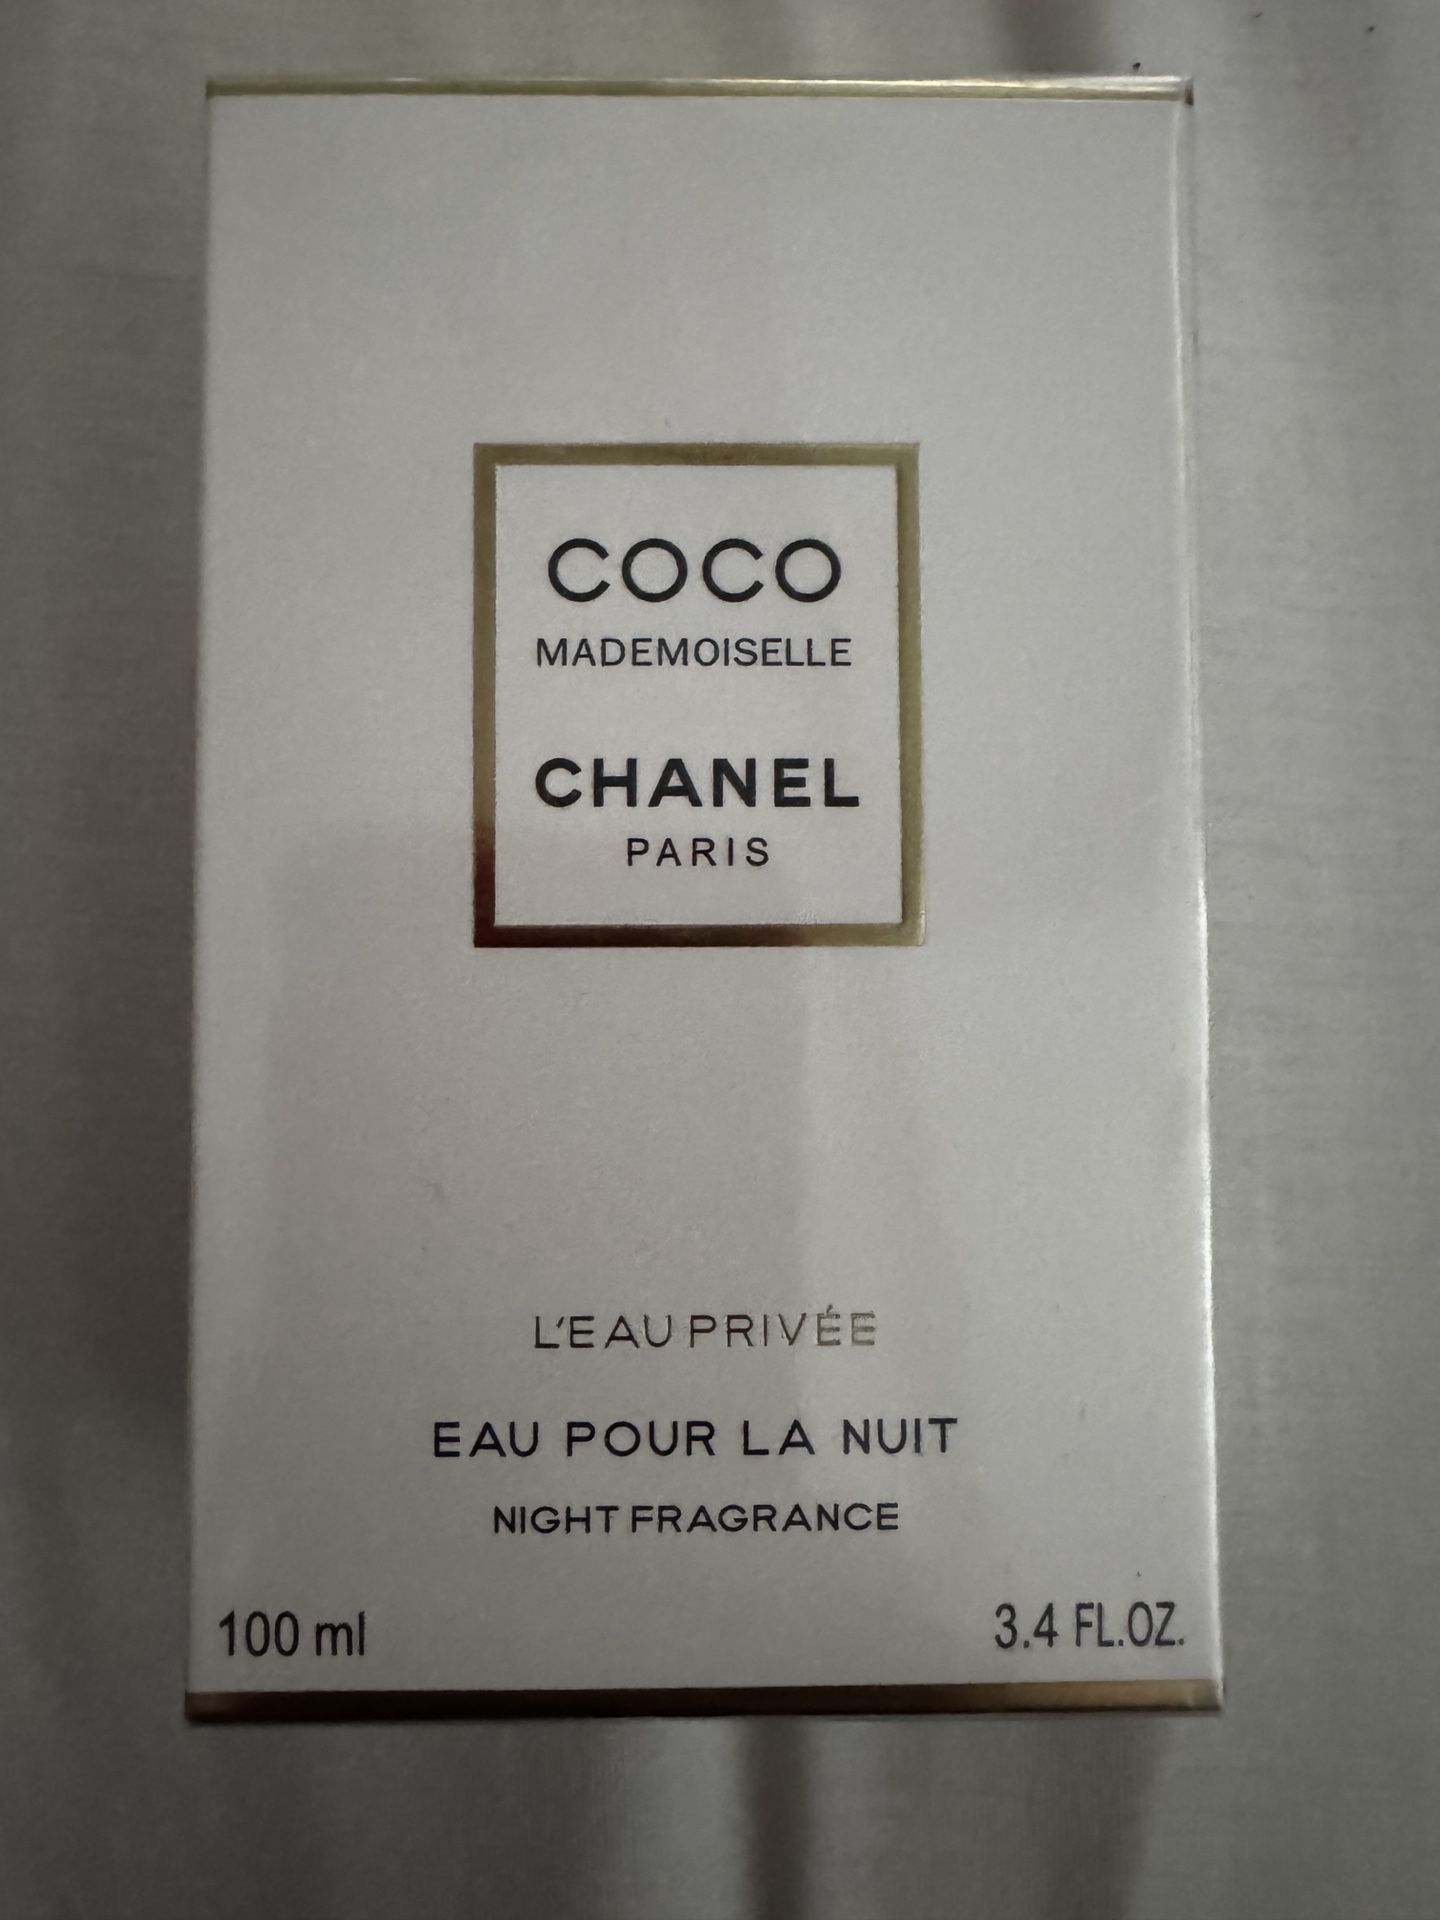 COCO
MADEMOISELLE
CHANEL
PARIS
L'EAU PRIVÉE
EAU POUR LA NUIT
NIGHT FRAGRANCE
100 ml 3.4 FL.OZ.